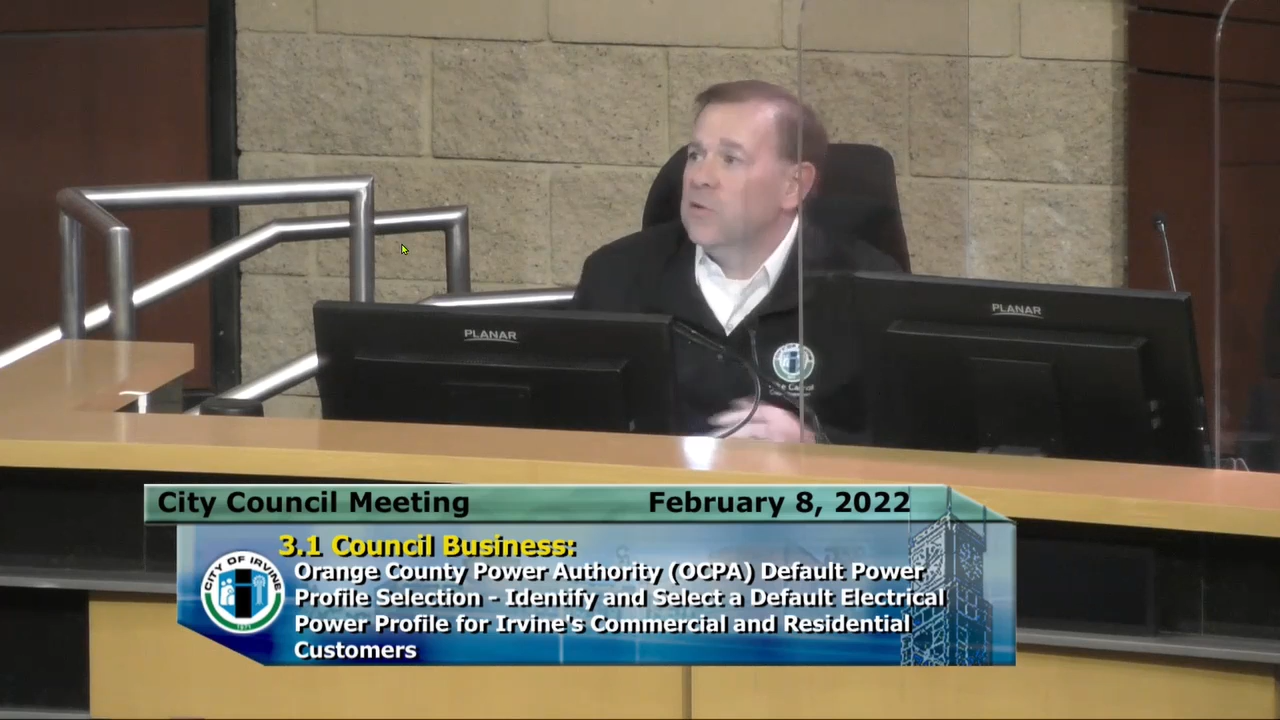 PLANAR
PLANAR
City Council Meeting
February 8, 2022
3.1 Council Business:
Orange County Power Authority (OCPA) Default Power
Profile Selection - Identify and Select a Default Electrical
Power Profile for Irvine's Commercial and Residential
Customers
CITY OF IRVINE
1971